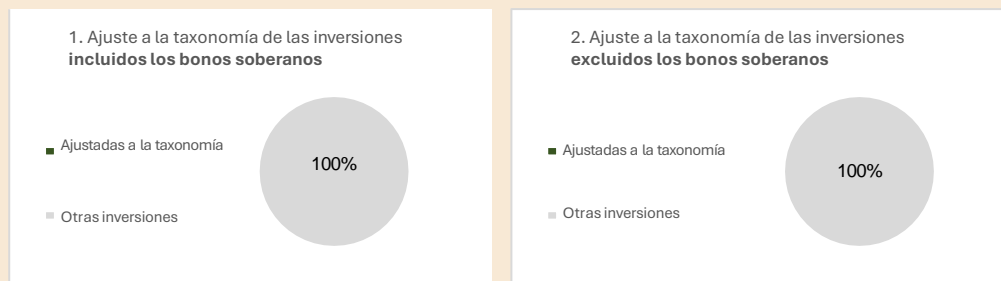 1. Ajuste a la taxonomía de las inversiones
incluidos los bonos soberanos
Ajustadas a la taxonomía
100%
Otras inversiones
2. Ajuste a la taxonomía de las inversiones
excluidos los bonos soberanos
Ajustadas a la taxonomía
100%
Otras inversiones